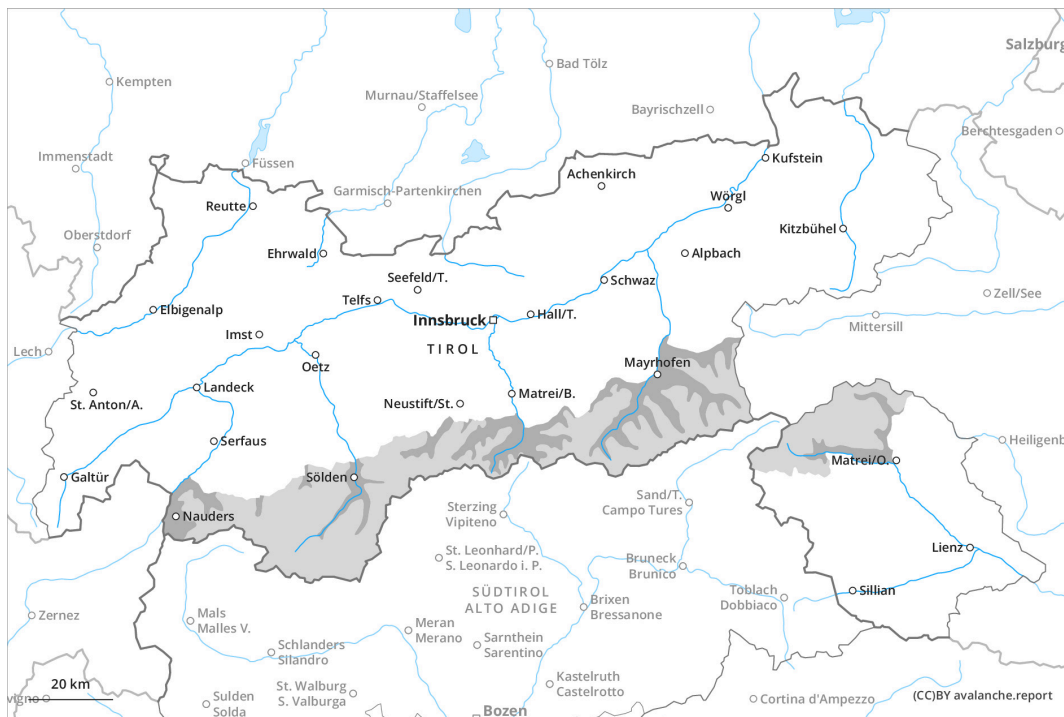 Salzburg
Kempten
Bad Tölz
Murnau/Staffelsee
Bayrischzell
Berchtesgaden
Immenstadt
Füssen
Kufstein
Achenkirch
Garmisch-Partenkirchen
Reutte
Wörgl
Oberstdorf
Kitzbühel
Ehrwald
Alpbach
Seefeld/T.
Schwaz
Zell/See
Telfs
Elbigenalp
Innsbruck
Hall/T.
Mittersill
Imst
TIROL
Lech
Oetz
Mayrhofen
Landeck
St. Anton/A.
Neustift/St.
Matrei/B.
Serfaus
Heiligenb
Matrei/O.
Galtür
Sölden
Sand/T.
Campo Tures
Sterzing
Vipiteno
Nauders
Lienz
St. Leonhard/P.
S. Leonardo i. P.
Bruneck
Brunico
Sillian
SÜDTIROL
ALTO ADIGE
Toblach
Dobbiaco
Brixen
Bressanone
Zernez
Mals
Malles V.
Meran
Merano
Sarnthein
Sarentino
Schlanders
Silandro
Kastelruth
Castelrotto
20 km
St. Walburg
S. Valburga
vigno
Sulden
Solda
Cortina d'Ampezzo
(CC)BY avalanche.report
Bozen